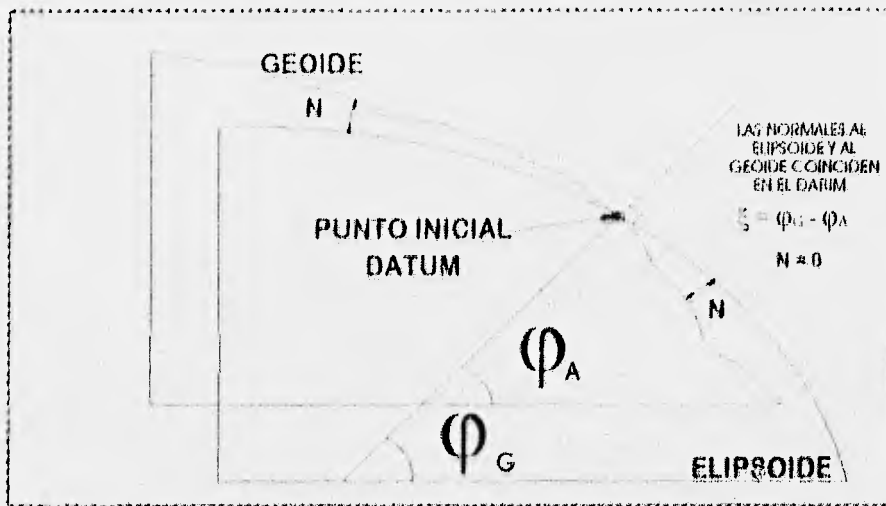 GEOIDE
N
LAS NORMALES AL
ELIPSOIDE Y AL
GEOIDE COINCIDEN
EN EL DATUM
ξ = φG - φA
N = 0
PUNTO INICIAL
DATUM
N
φA
φG
ELIPSOIDE